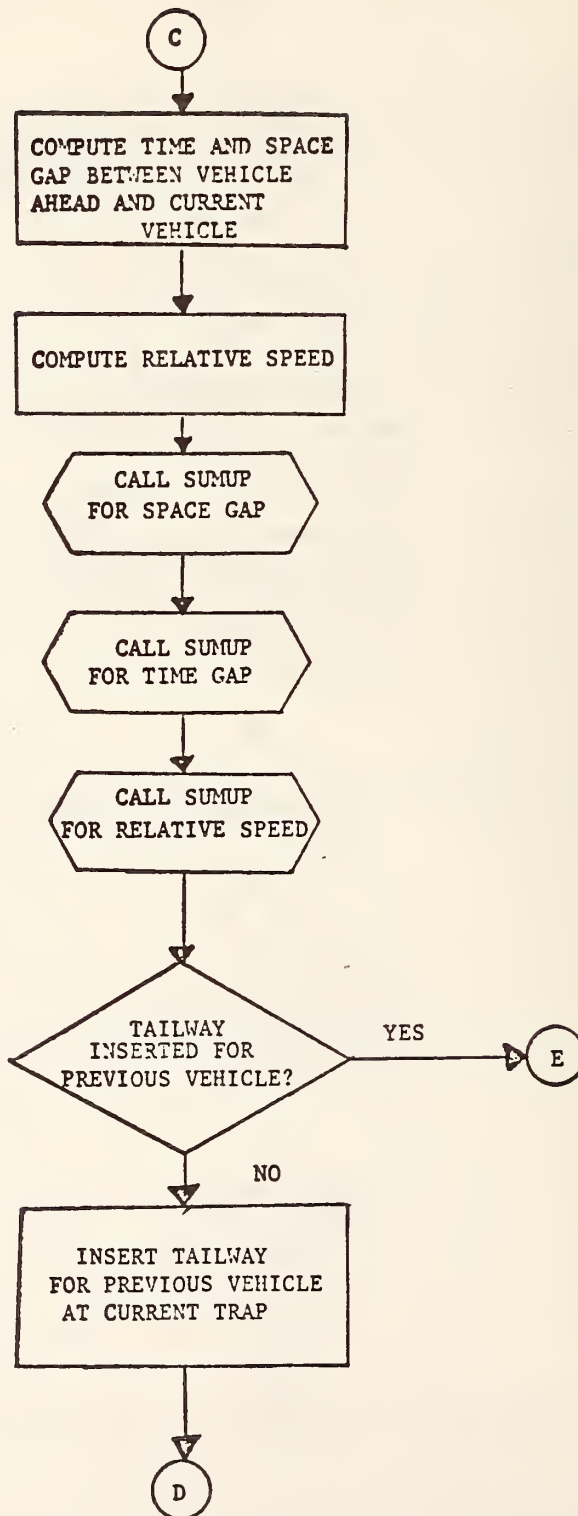 C
COMPUTE TIME AND SPACE
GAP BETWEEN VEHICLE
AHEAD AND CURRENT
VEHICLE
COMPUTE RELATIVE SPEED
CALL SUMUP
FOR SPACE GAP
CALL SUMUP
FOR TIME GAP
CALL SUMUP
FOR RELATIVE SPEED
TAILWAY
INSERTED FOR
PREVIOUS VEHICLE?
YES
E
NO
INSERT TAILWAY
FOR PREVIOUS VEHICLE
AT CURRENT TRAP
D